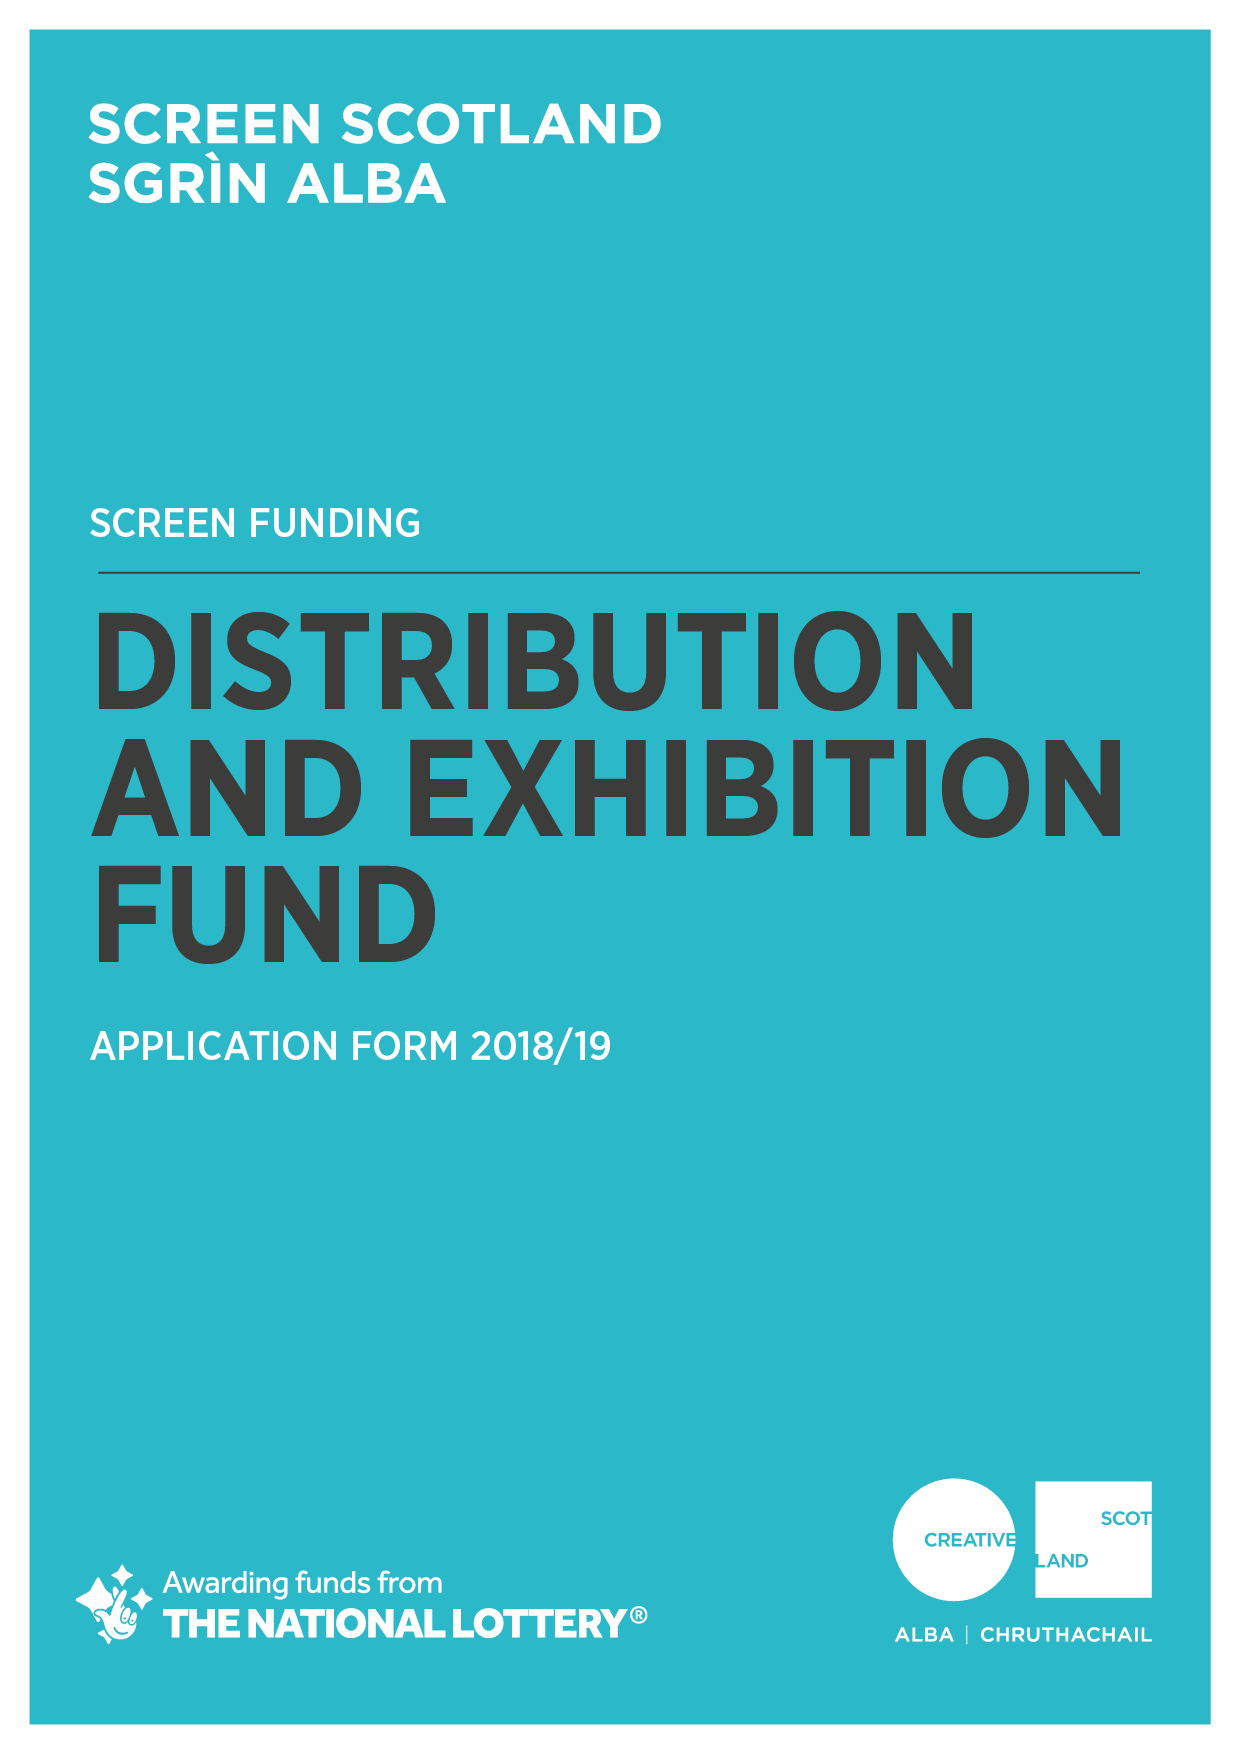 SCREEN SCOTLAND
SGRÌN ALBA
SCREEN FUNDING
DISTRIBUTION
AND EXHIBITION
FUND
APPLICATION FORM 2018/19
Awarding funds from
THE NATIONAL LOTTERY®
CREATIVE
SCOT
LAND
ALBA | CHRUTHACHAIL